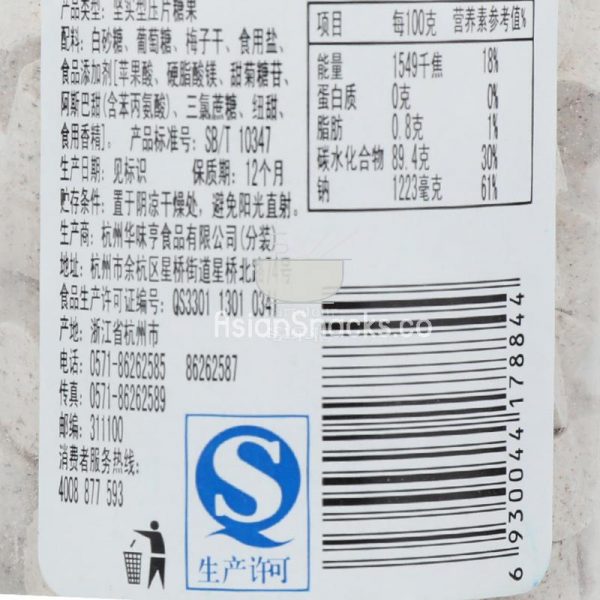 产品类型: 坚实型压片糖果
配料: 白砂糖、葡萄糖、梅子干、食用盐、
食品添加剂[苹果酸、硬脂酸镁、甜菊糖苷、
阿斯巴甜(含苯丙氨酸)、三氯蔗糖、纽甜、
食用香精]。 产品标准号: SB/T 10347
生产日期: 见标识 保质期: 12个月
贮存条件: 置于阴凉干燥处, 避免阳光直射。
生产商: 杭州华味亨食品有限公司(分装)
地址: 杭州市余杭区星桥街道星桥北路74号
食品生产许可证编号: QS3301 1301 0347
产地: 浙江省杭州市
电话: 0571-86262585 86262587
传真: 0571-86262589
邮编: 311100
消费者服务热线:
4008 877 593
项目 每100克 营养素参考值%
能量 1549千焦 18%
蛋白质 0克 0%
脂肪 0.8克 1%
碳水化合物 89.4克 30%
钠 1223毫克 61%
AsianSnacks.co
生产许可
6 930044 178844